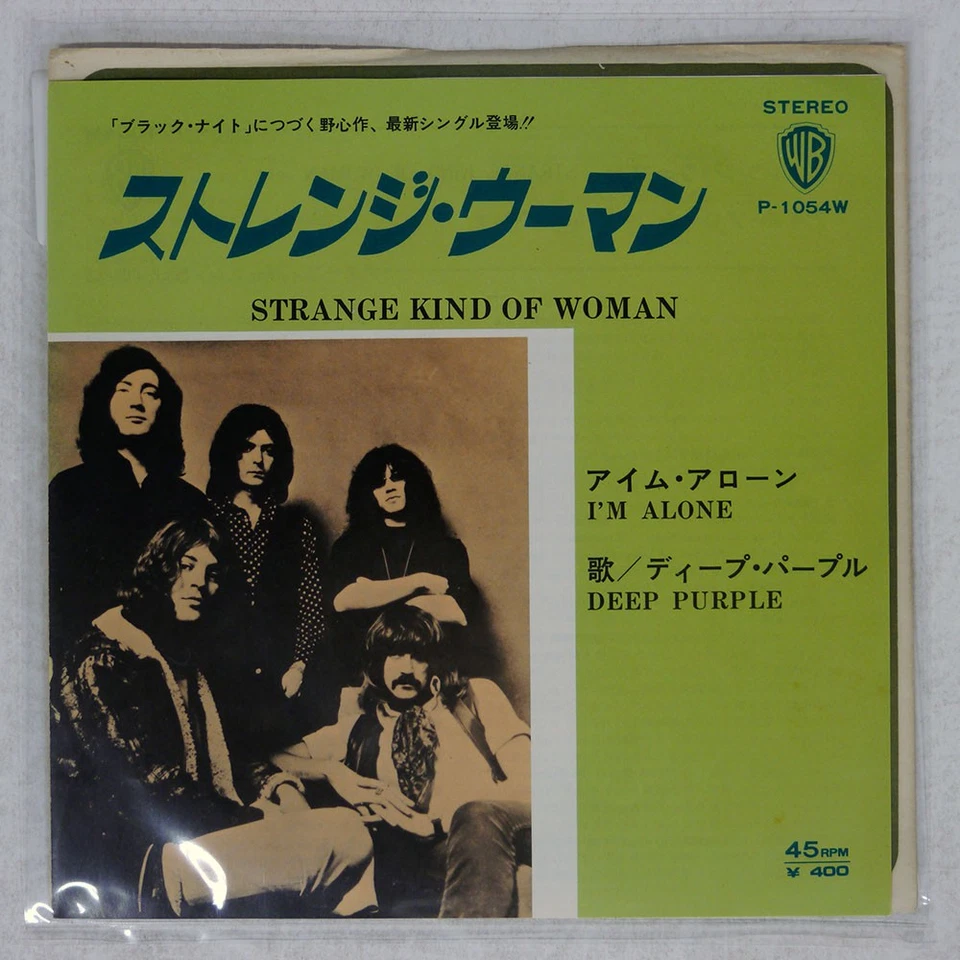 「ブラック・ナイト」につづく野心作、最新シングル登場!!
STEREO
WB
P-1054W
ストレンジ・ウーマン
STRANGE KIND OF WOMAN
アイム・アローン
I'M ALONE
歌／ディープ・パープル
DEEP PURPLE
45RPM
¥ 400